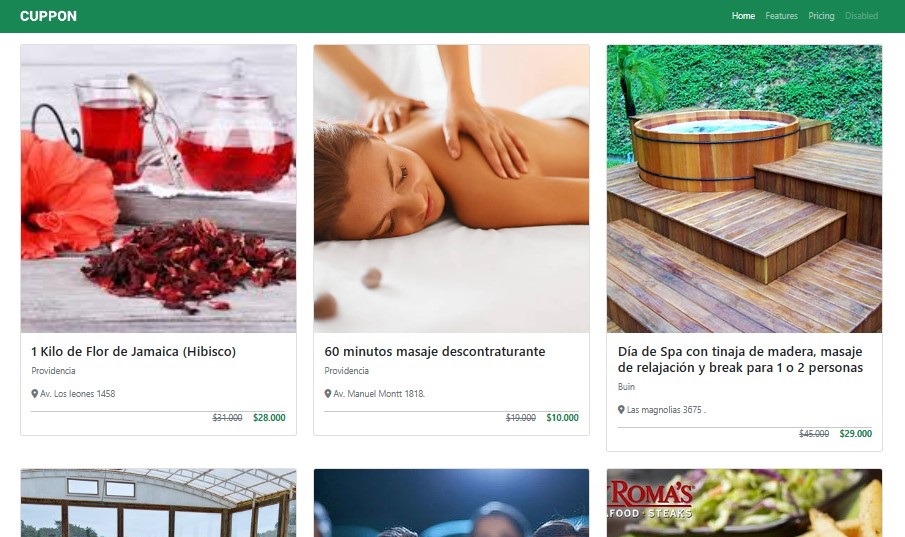 CUPPON
Home Features Pricing Disabled
1 Kilo de Flor de Jamaica (Hibisco)
Providencia
Av. Los leones 1458
$31.000 $28.000
60 minutos masaje descontraturante
Providencia
Av. Manuel Montt 1818.
$19.000 $10.000
Día de Spa con tinaja de madera, masaje
de relajación y break para 1 o 2 personas
Buin
Las magnolias 3675 .
$45.000 $29.000
ROMA'S
FOOD · STEAKS